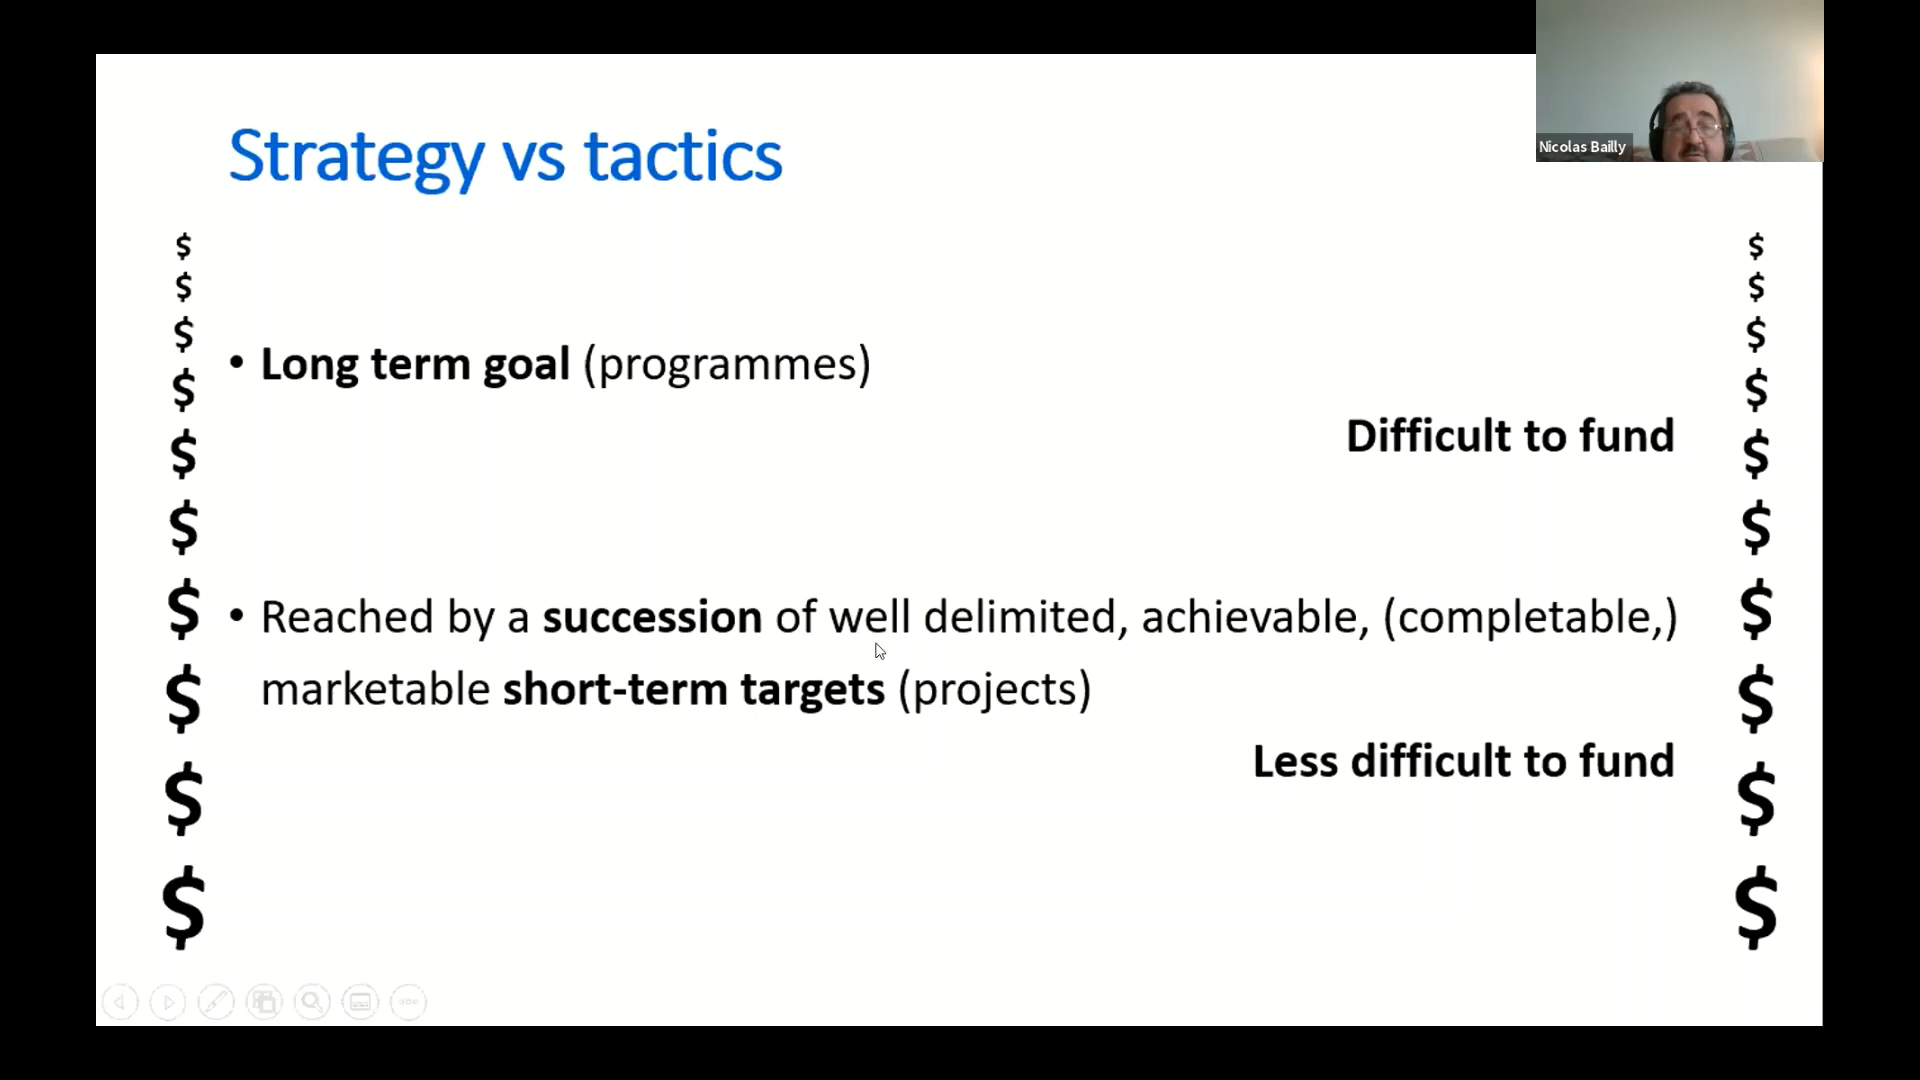 Nicolas Bailly
Strategy vs tactics
$ $
$ $
$ $
• Long term goal (programmes)
$ $
Difficult to fund
$ $
$ $
$ • Reached by a succession of well delimited, achievable, (completable,) $
marketable short-term targets (projects)
$ $
Less difficult to fund
$ $
$ $